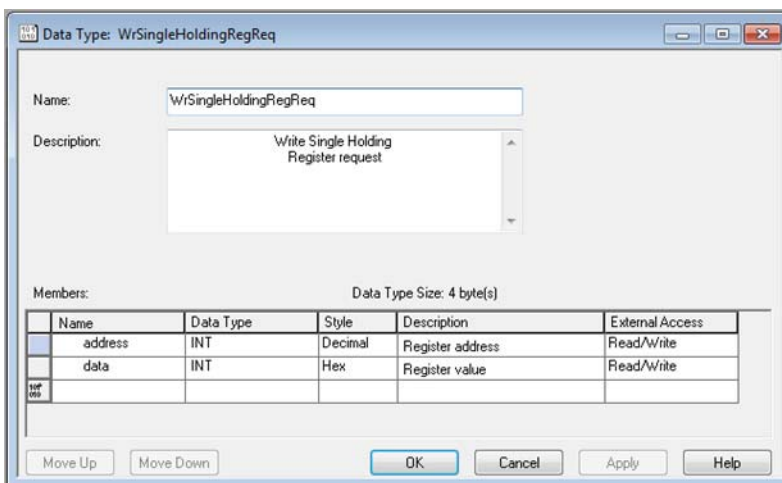 Data Type: WrSingleHoldingRegReq
Name:
WrSingleHoldingRegReq
Description:
Write Single Holding
Register request
Members:
Data Type Size: 4 byte(s)
Name Data Type Style Description External Access
address INT Decimal Register address Read/Write
data INT Hex Register value Read/Write
Move Up Move Down OK Cancel Apply Help